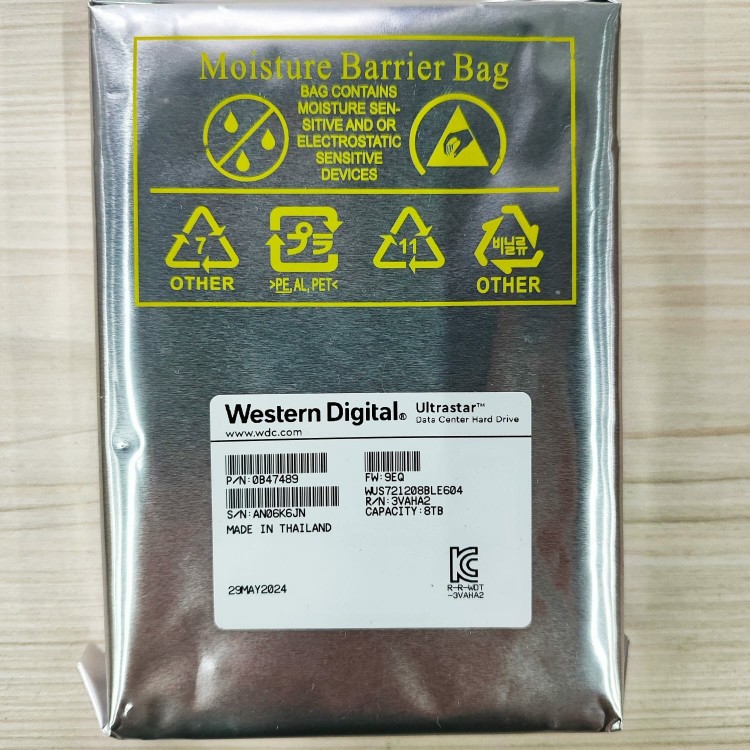 Moisture Barrier Bag
BAG CONTAINS
MOISTURE SEN-
SITIVE AND OR
ELECTROSTATIC
SENSITIVE
DEVICES
7
OTHER
プラ
>PE, AL, PET<
11
비닐류
OTHER
Western Digital®
Ultrastar™
Data Center Hard Drive
www.wdc.com
P/N:0B47489
S/N:AN06K6JN
MADE IN THAILAND
FW:9EQ
WUS721208BLE604
R/N:3VAHA2
CAPACITY:8TB
29MAY2024
R-R-WDT
-3VAHA2